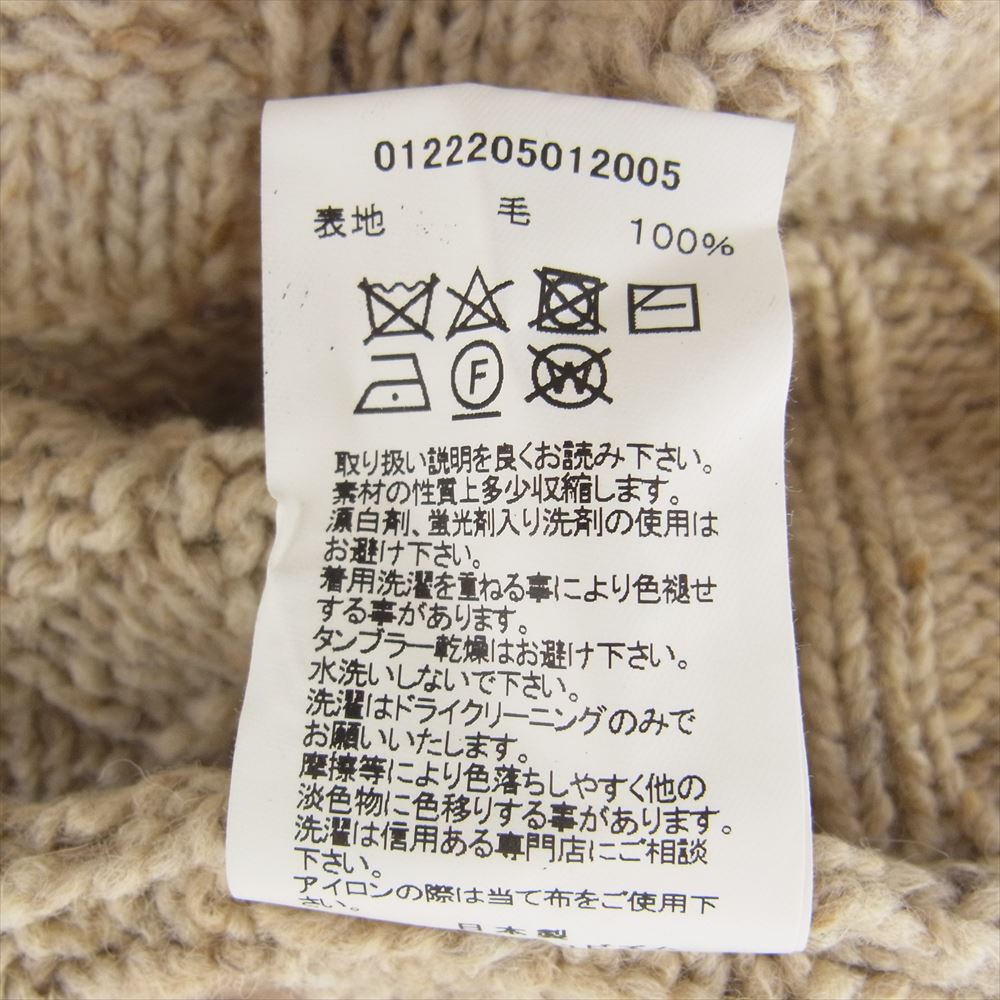 0122205012005
表地 毛 100%
F
W
取り扱い説明を良くお読み下さい。
素材の性質上多少収縮します。
漂白剤、蛍光剤入り洗剤の使用は
お避け下さい。
着用洗濯を重ねる事により色褪せ
する事があります。
タンブラー乾燥はお避け下さい。
水洗いしないで下さい。
洗濯はドライクリーニングのみで
お願いいたします。
摩擦等により色落ちしやすく他の
淡色物に色移りする事があります。
洗濯は信用ある専門店にご相談
下さい。
アイロンの際は当て布をご使用下
さい。
日本製